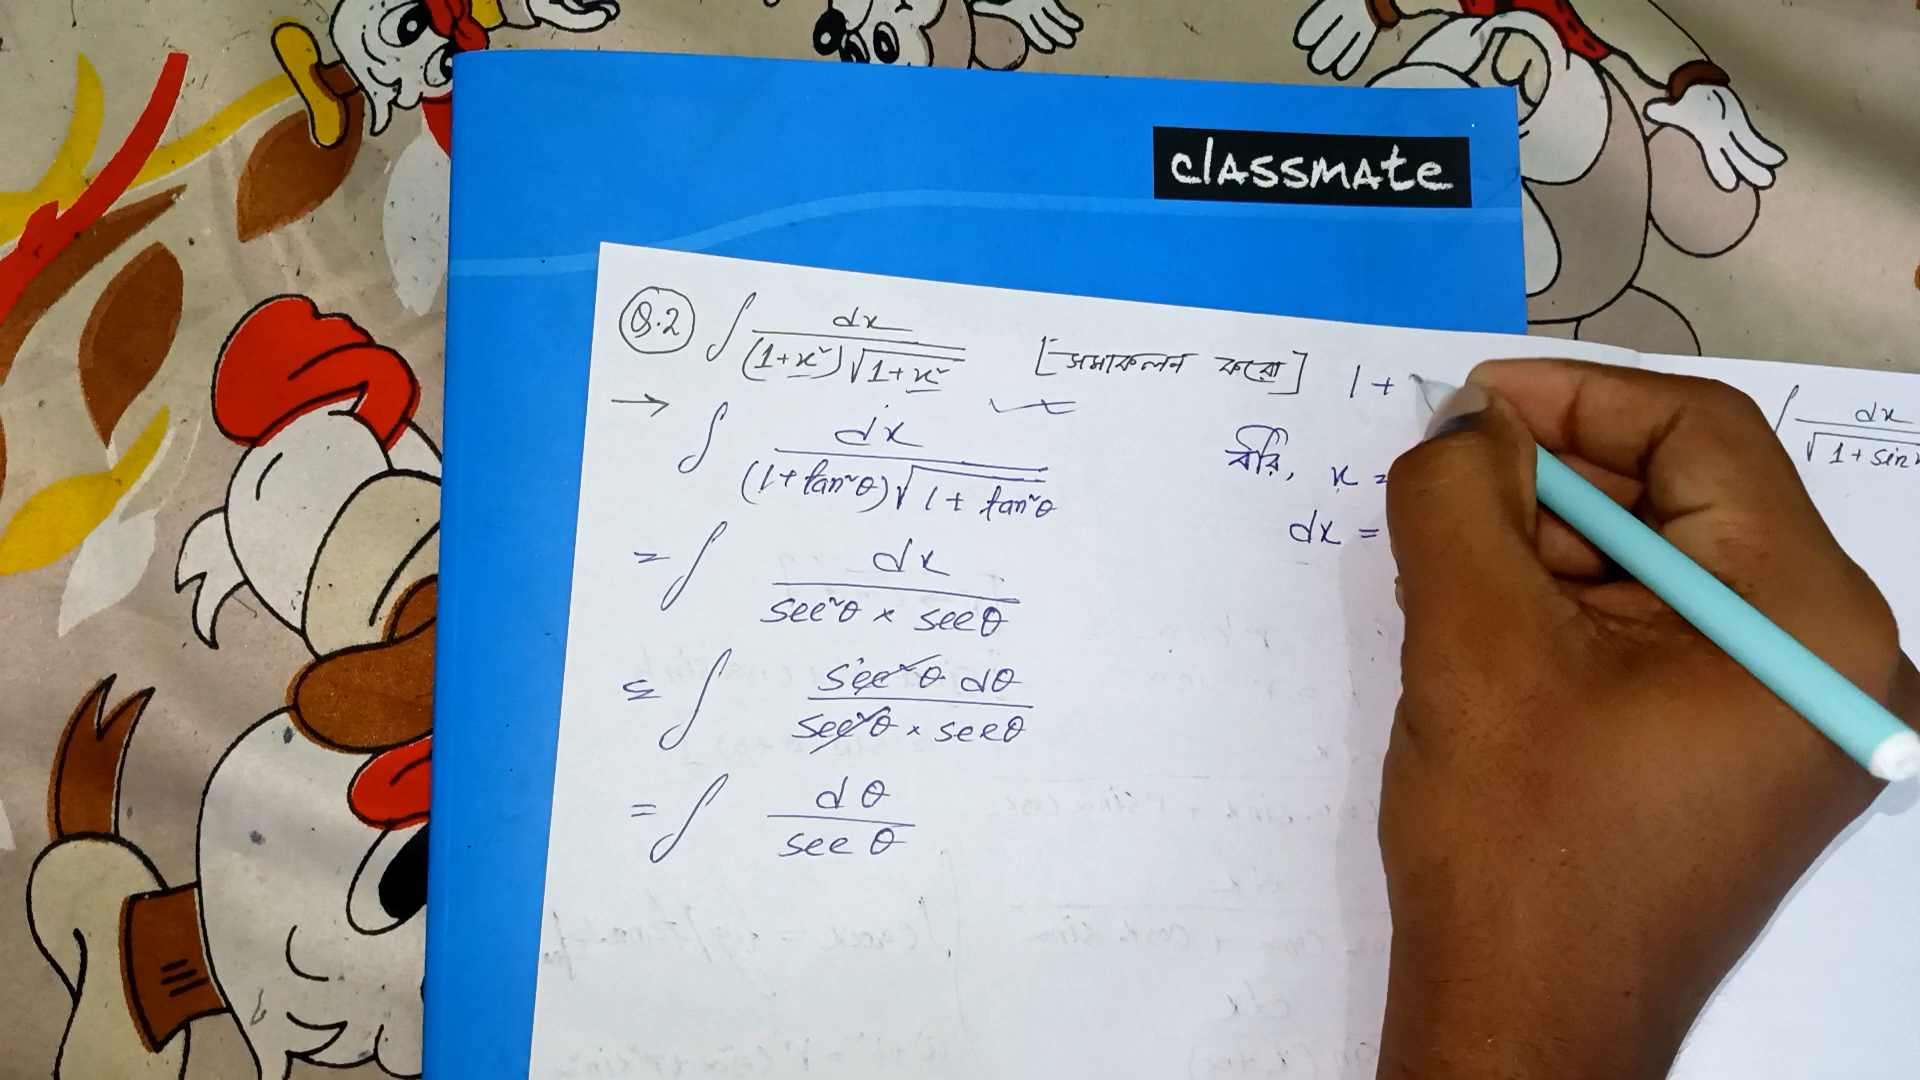 classmate
Q.2 ∫ dx / (1+x²)√1+x² [সমাকলন করো] 1 +
→ ∫ dx / (1+tan²θ)√1+tan²θ
ধরি, x =
dx =
= ∫ dx / sec²θ × secθ
= ∫ sec²θ dθ / sec²θ × secθ
= ∫ dθ / sec θ
∫ dx / √1+sin